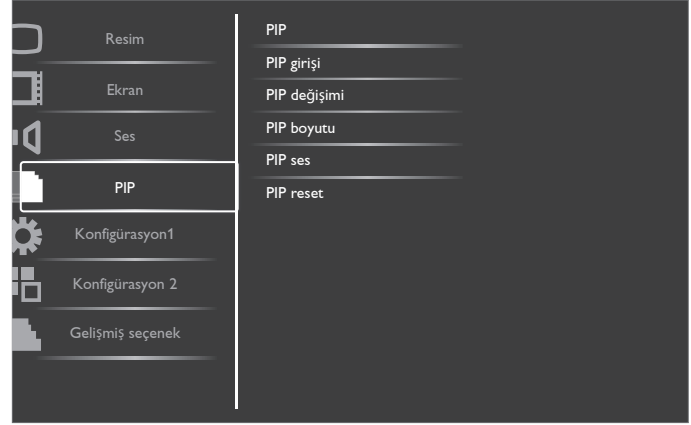 Resim
Ekran
Ses
PIP
Konfigürasyon1
Konfigürasyon 2
Gelişmiş seçenek
PIP
PIP girişi
PIP değişimi
PIP boyutu
PIP ses
PIP reset